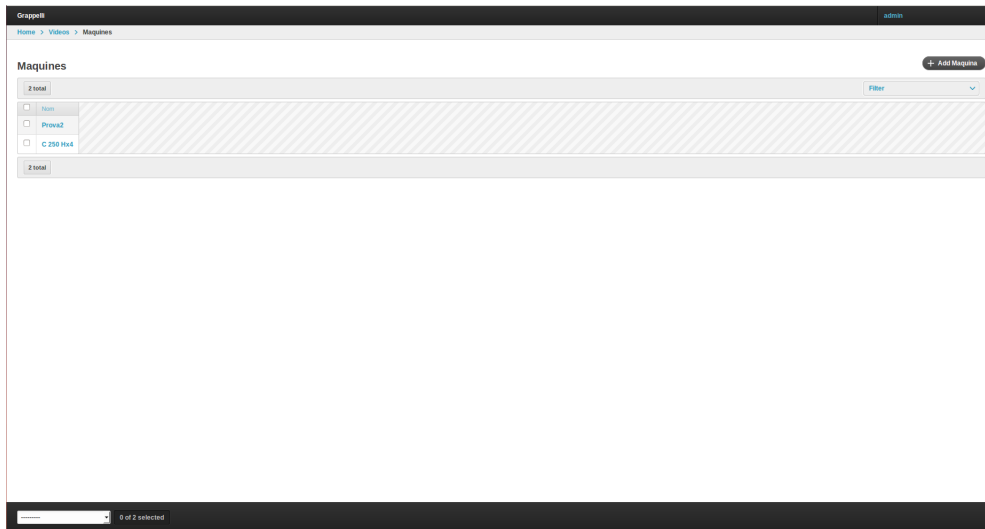 Grappelli admin
Home > Videos > Maquines
Maquines
+ Add Maquina
2 total Filter
Nom
Prova2
C 250 Hx4
2 total
--------- 0 of 2 selected